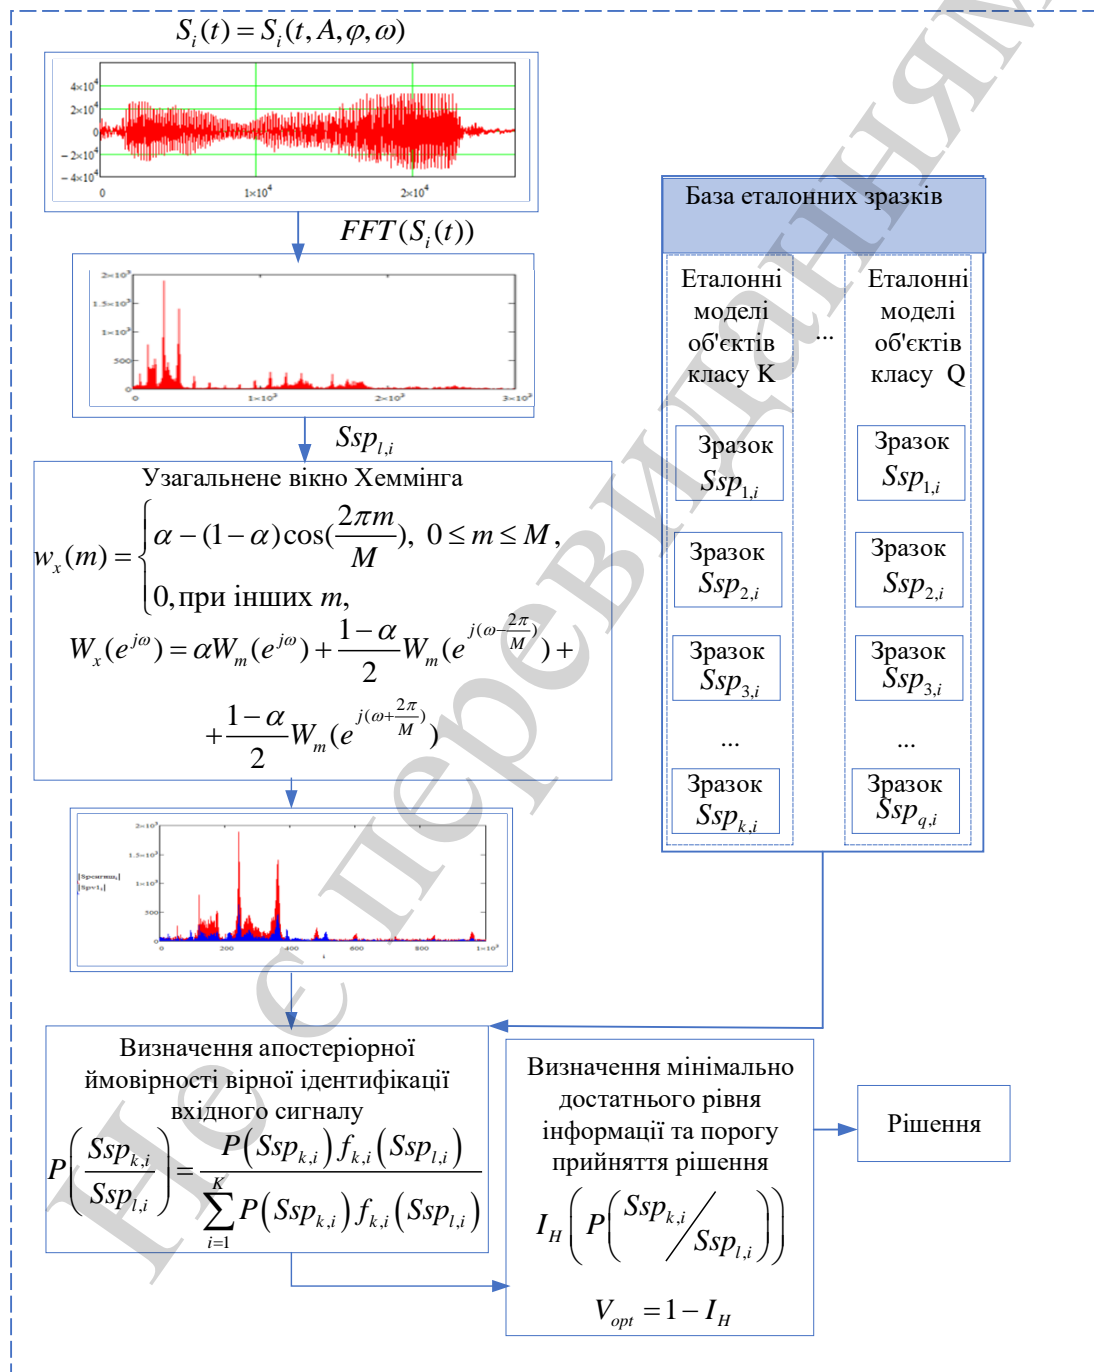 S_i(t) = S_i(t, A, φ, ω)
4×10⁴
2×10⁴
0
−2×10⁴
−4×10⁴
0 1×10⁴ 2×10⁴
FFT(S_i(t))
2×10³
1.5×10³
1×10³
500
0
0 1×10³ 2×10³ 3×10³
Ssp_{l,i}
Узагальнене вікно Хеммінга
w_x(m) = { α − (1 − α)cos(2πm/M), 0 ≤ m ≤ M,
0, при інших m,
W_x(e^{jω}) = αW_m(e^{jω}) + (1−α)/2 W_m(e^{j(ω−2π/M)}) +
+ (1−α)/2 W_m(e^{j(ω+2π/M)})
2×10³
1.5×10³
1×10³
500
0
0 200 400 600 800 1×10³
i
База еталонних зразків
Еталонні
моделі
об'єктів
класу K
...
Еталонні
моделі
об'єктів
класу Q
Зразок
Ssp_{1,i}
Зразок
Ssp_{2,i}
Зразок
Ssp_{3,i}
...
Зразок
Ssp_{k,i}
Зразок
Ssp_{1,i}
Зразок
Ssp_{2,i}
Зразок
Ssp_{3,i}
...
Зразок
Ssp_{q,i}
Визначення апостеріорної
ймовірності вірної ідентифікації
вхідного сигналу
P(Ssp_{k,i}/Ssp_{l,i}) = P(Ssp_{k,i}) f_{k,i}(Ssp_{l,i}) / ∑_{i=1}^{K} P(Ssp_{k,i}) f_{k,i}(Ssp_{l,i})
Визначення мінімально
достатнього рівня
інформації та порогу
прийняття рішення
I_H(P(Ssp_{k,i}/Ssp_{l,i}))
V_{opt} = 1 − I_H
Рішення
Не є перевиданням